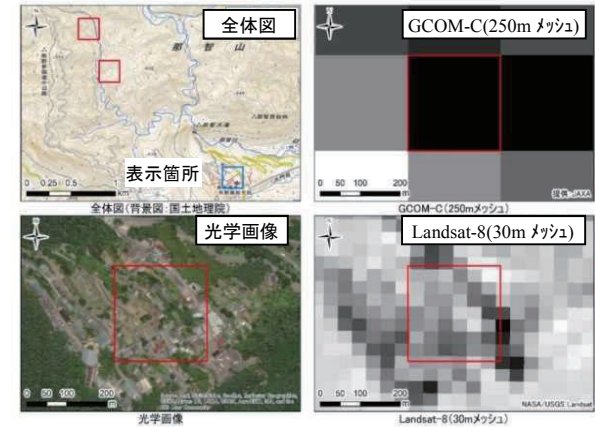 全体図
那智山
表示箇所
0 0.25 0.5 1
km
全体図(背景図:国土地理院)
GCOM-C(250m メッシュ)
0 50 100 200
m
提供:JAXA
GCOM-C(250mメッシュ)
光学画像
0 50 100 200
m
光学画像
Landsat-8(30m メッシュ)
0 50 100 200
m
NASA/USGS Landsat
Landsat-8(30mメッシュ)